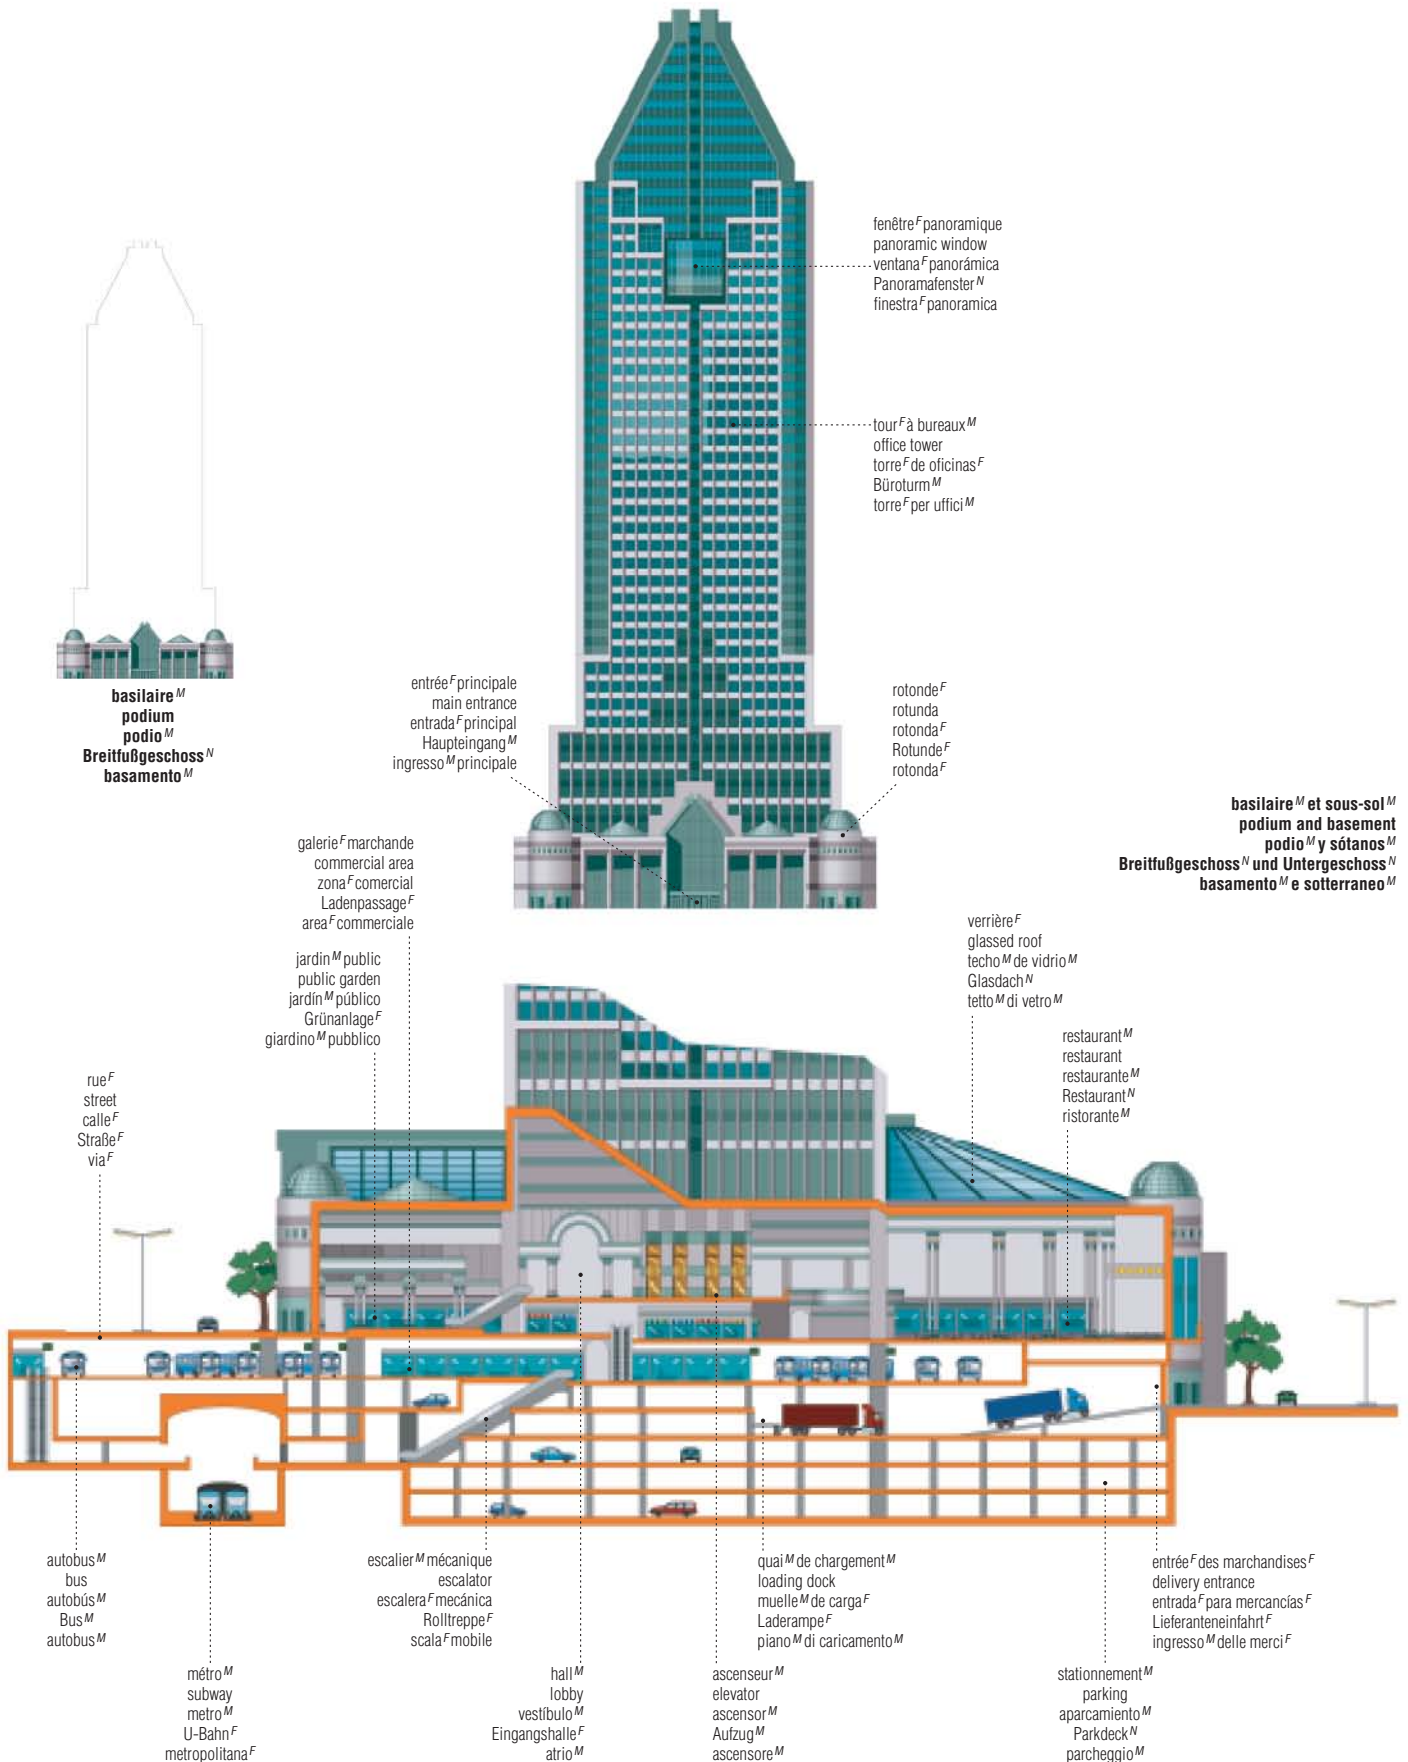 fenêtre F panoramique
panoramic window
ventana F panorámica
Panoramafenster N
finestra F panoramica
tour F à bureaux M
office tower
torre F de oficinas F
Büroturm M
torre F per uffici M
basilaire M
podium
podio M
Breitfußgeschoss N
basamento M
entrée F principale
main entrance
entrada F principal
Haupteingang M
ingresso M principale
rotonde F
rotunda
rotonda F
Rotunde F
rotonda F
basilaire M et sous-sol M
podium and basement
podio M y sótanos M
Breitfußgeschoss N und Untergeschoss N
basamento M e sotterraneo M
galerie F marchande
commercial area
zona F comercial
Ladenpassage F
area F commerciale
jardin M public
public garden
jardín M público
Grünanlage F
giardino M pubblico
verrière F
glassed roof
techo M de vidrio M
Glasdach N
tetto M di vetro M
restaurant M
restaurant
restaurante M
Restaurant N
ristorante M
rue F
street
calle F
Straße F
via F
autobus M
bus
autobús M
Bus M
autobus M
escalier M mécanique
escalator
escalera F mecánica
Rolltreppe F
scala F mobile
quai M de chargement M
loading dock
muelle M de carga F
Laderampe F
piano M di caricamento M
entrée F des marchandises F
delivery entrance
entrada F para mercancías F
Lieferanteneinfahrt F
ingresso M delle merci F
métro M
subway
metro M
U-Bahn F
metropolitana F
hall M
lobby
vestíbulo M
Eingangshalle F
atrio M
ascenseur M
elevator
ascensor M
Aufzug M
ascensore M
stationnement M
parking
aparcamiento M
Parkdeck N
parcheggio M